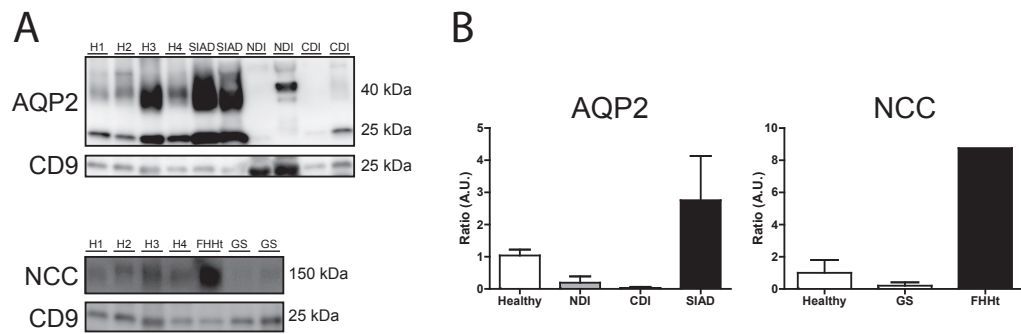 A
H1 H2 H3 H4 SIAD SIAD NDI NDI CDI CDI
AQP2
40 kDa
25 kDa
CD9
25 kDa
H1 H2 H3 H4 FHHt GS GS
NCC
150 kDa
CD9
25 kDa
B
AQP2
Ratio (A.U.)
5
4
3
2
1
0
Healthy NDI CDI SIAD
NCC
Ratio (A.U.)
10
8
6
4
2
0
Healthy GS FHHt